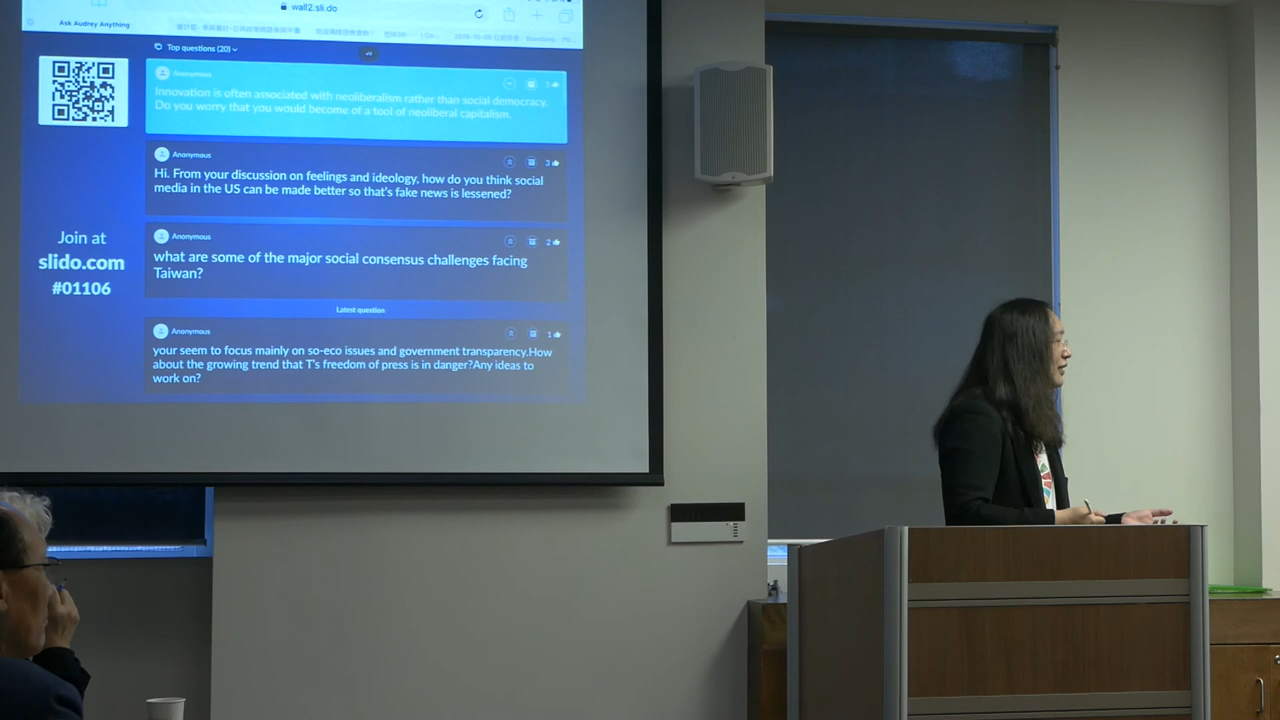 wall2.sli.do
Ask Audrey Anything
Top questions (20)
Anonymous
3
Innovation is often associated with neoliberalism rather than social democracy.
Do you worry that you would become of a tool of neoliberal capitalism.
Anonymous
3
Hi. From your discussion on feelings and ideology, how do you think social
media in the US can be made better so that's fake news is lessened?
Anonymous
2
what are some of the major social consensus challenges facing
Taiwan?
Join at
slido.com
#01106
Latest question
Anonymous
1
your seem to focus mainly on so-eco issues and government transparency.How
about the growing trend that T's freedom of press is in danger?Any ideas to
work on?